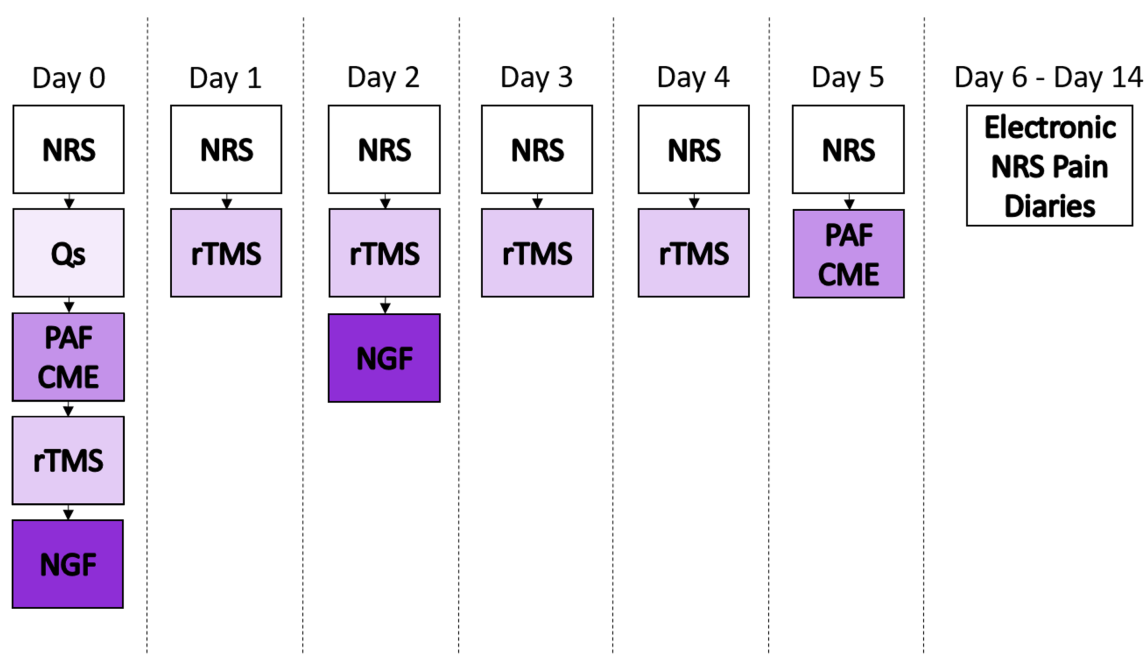 Day 0
NRS
Qs
PAF
CME
rTMS
NGF
Day 1
NRS
rTMS
Day 2
NRS
rTMS
NGF
Day 3
NRS
rTMS
Day 4
NRS
rTMS
Day 5
NRS
PAF
CME
Day 6 - Day 14
Electronic
NRS Pain
Diaries